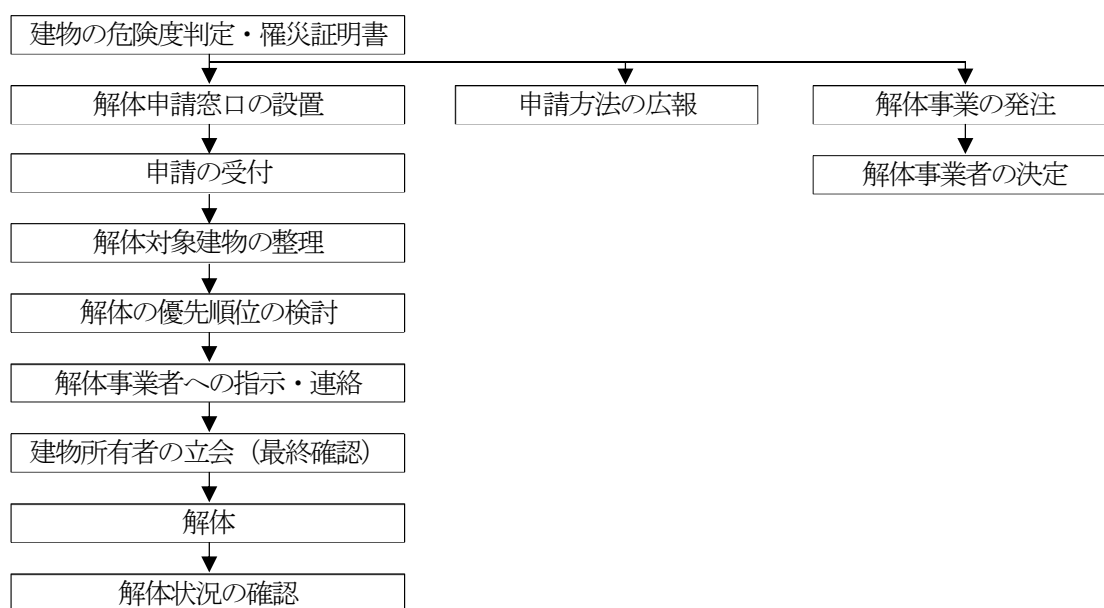 建物の危険度判定・罹災証明書
解体申請窓口の設置
申請方法の広報
解体事業の発注
申請の受付
解体事業者の決定
解体対象建物の整理
解体の優先順位の検討
解体事業者への指示・連絡
建物所有者の立会（最終確認）
解体
解体状況の確認